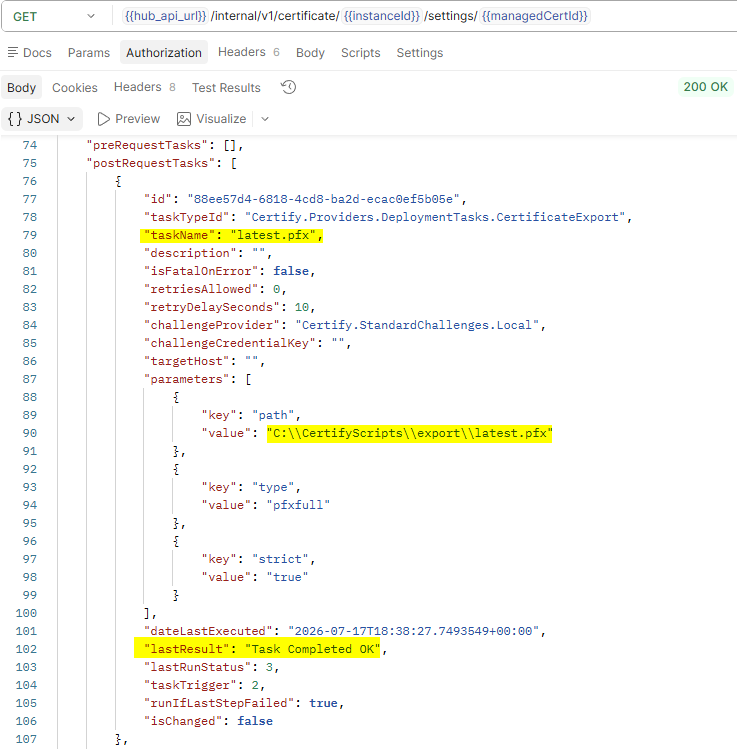 GET {{hub_api_url}} /internal/v1/certificate/ {{instanceId}} /settings/ {{managedCertId}}
Docs Params Authorization Headers 6 Body Scripts Settings
Body Cookies Headers 8 Test Results 200 OK
{} JSON Preview Visualize
74 "preRequestTasks": [],
75 "postRequestTasks": [
76 {
77 "id": "88ee57d4-6818-4cd8-ba2d-ecac0ef5b05e",
78 "taskTypeId": "Certify.Providers.DeploymentTasks.CertificateExport",
79 "taskName": "latest.pfx",
80 "description": "",
81 "isFatalOnError": false,
82 "retriesAllowed": 0,
83 "retryDelaySeconds": 10,
84 "challengeProvider": "Certify.StandardChallenges.Local",
85 "challengeCredentialKey": "",
86 "targetHost": "",
87 "parameters": [
88 {
89 "key": "path",
90 "value": "C:\\CertifyScripts\\export\\latest.pfx"
91 },
92 {
93 "key": "type",
94 "value": "pfxfull"
95 },
96 {
97 "key": "strict",
98 "value": "true"
99 }
100 ],
101 "dateLastExecuted": "2026-07-17T18:38:27.7493549+00:00",
102 "lastResult": "Task Completed OK",
103 "lastRunStatus": 3,
104 "taskTrigger": 2,
105 "runIfLastStepFailed": true,
106 "isChanged": false
107 },